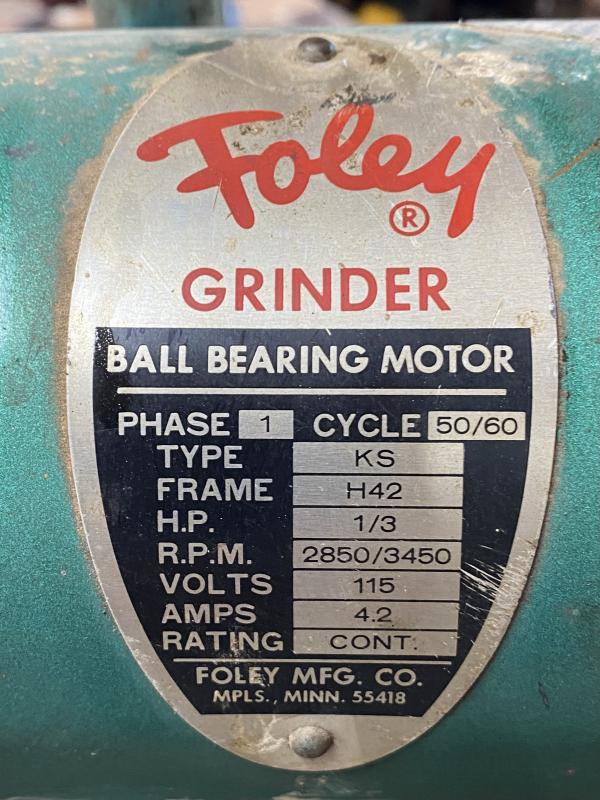 Foley
®
GRINDER
BALL BEARING MOTOR
PHASE 1 CYCLE 50/60
TYPE KS
FRAME H42
H.P. 1/3
R.P.M. 2850/3450
VOLTS 115
AMPS 4.2
RATING CONT.
FOLEY MFG. CO.
MPLS., MINN. 55418